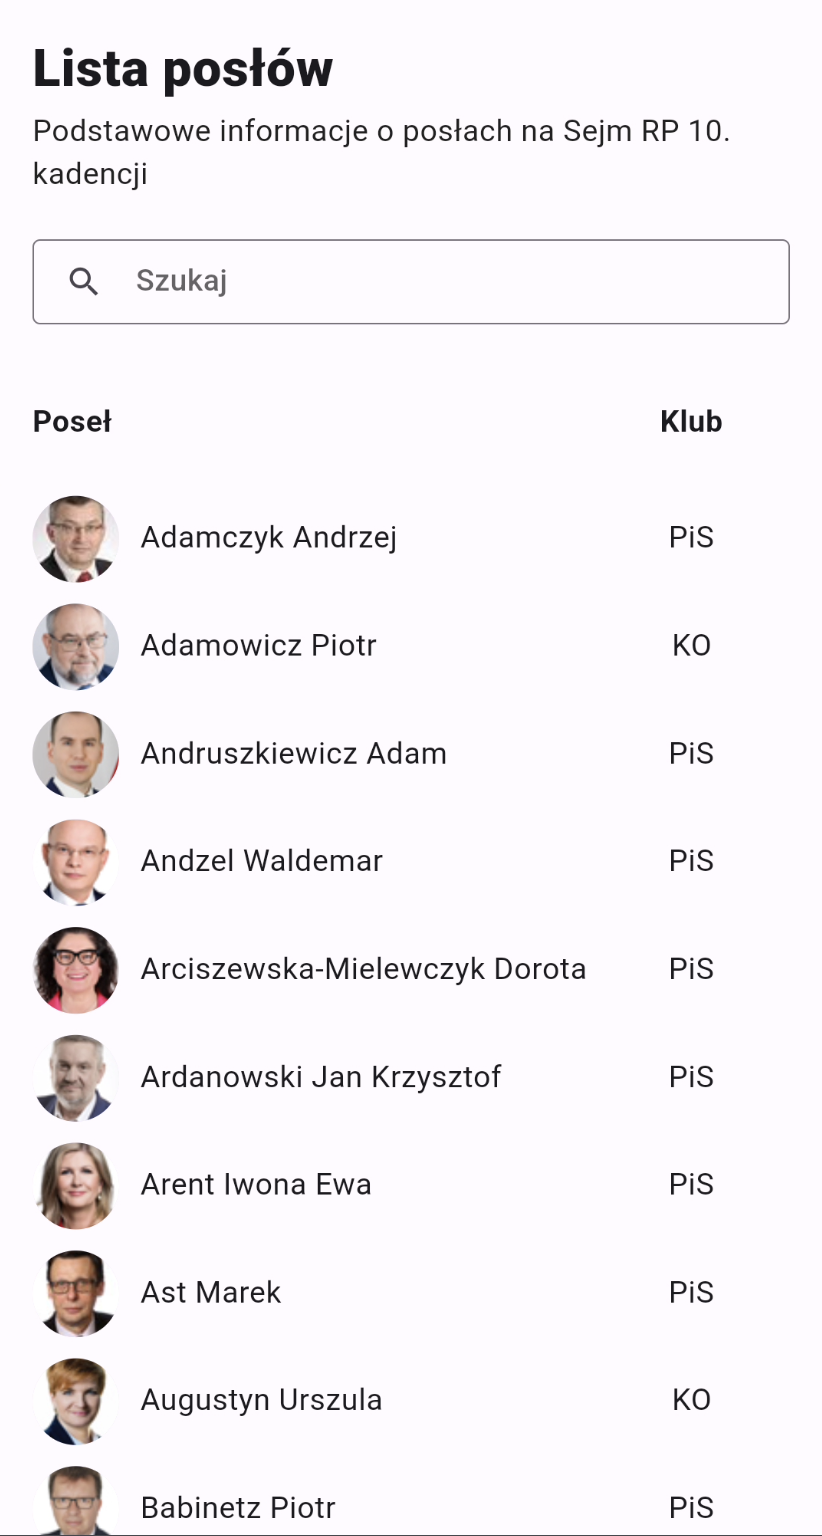 Lista posłów
Podstawowe informacje o posłach na Sejm RP 10.
kadencji
Szukaj
Poseł Klub
Adamczyk Andrzej PiS
Adamowicz Piotr KO
Andruszkiewicz Adam PiS
Andzel Waldemar PiS
Arciszewska-Mielewczyk Dorota PiS
Ardanowski Jan Krzysztof PiS
Arent Iwona Ewa PiS
Ast Marek PiS
Augustyn Urszula KO
Babinetz Piotr PiS